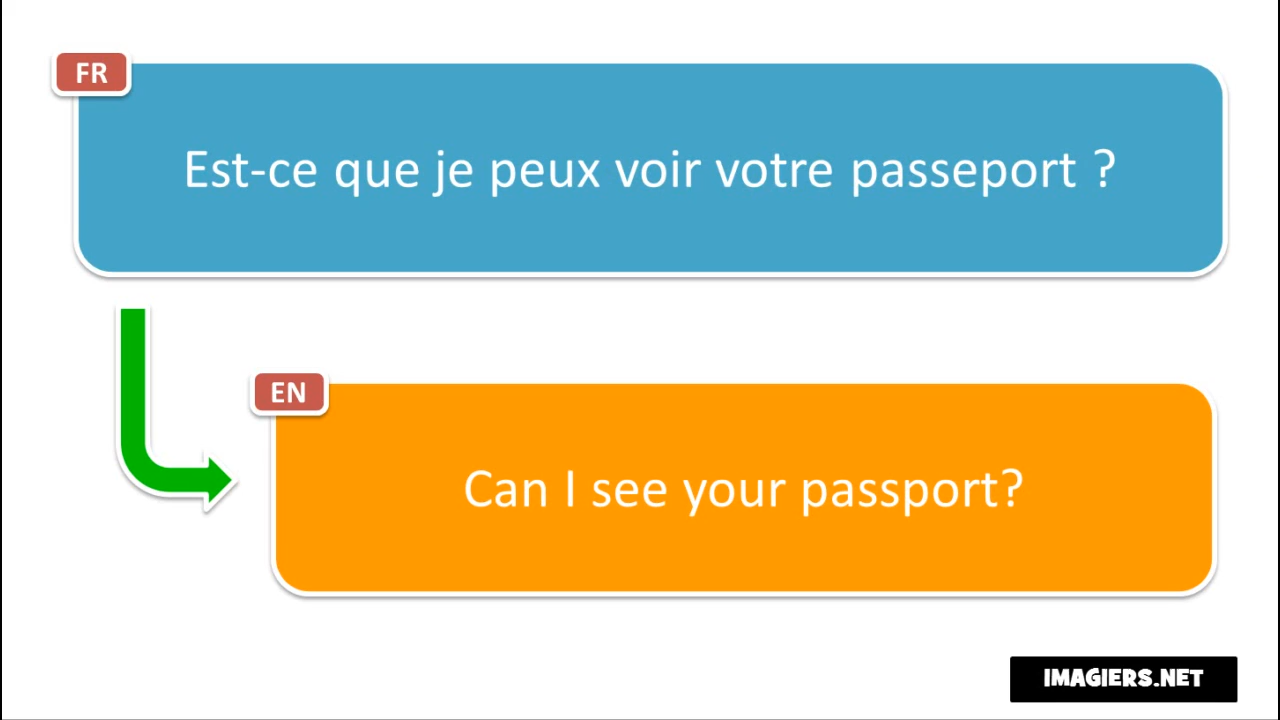 FR
Est-ce que je peux voir votre passeport ?
EN
Can I see your passport?
IMAGIERS.NET